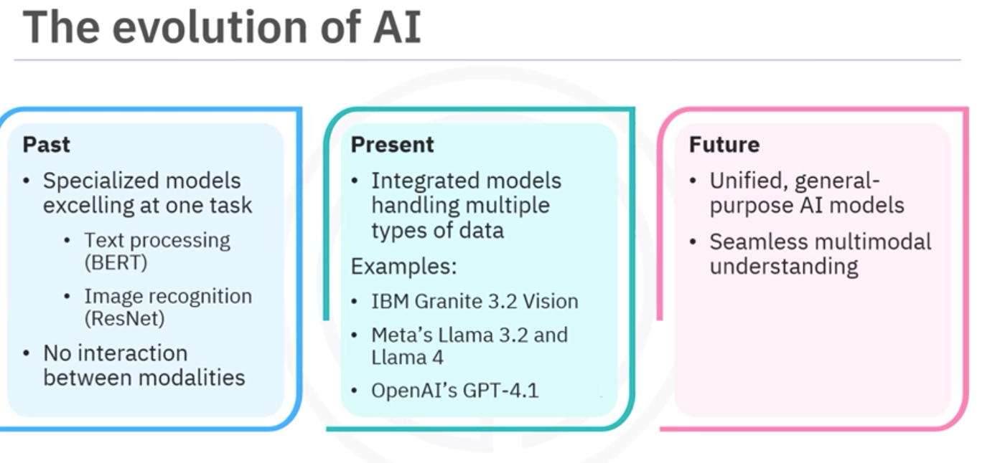 The evolution of AI
Past
• Specialized models
excelling at one task
• Text processing
(BERT)
• Image recognition
(ResNet)
• No interaction
between modalities
Present
• Integrated models
handling multiple
types of data
Examples:
• IBM Granite 3.2 Vision
• Meta’s Llama 3.2 and
Llama 4
• OpenAI’s GPT-4.1
Future
• Unified, general-
purpose AI models
• Seamless multimodal
understanding